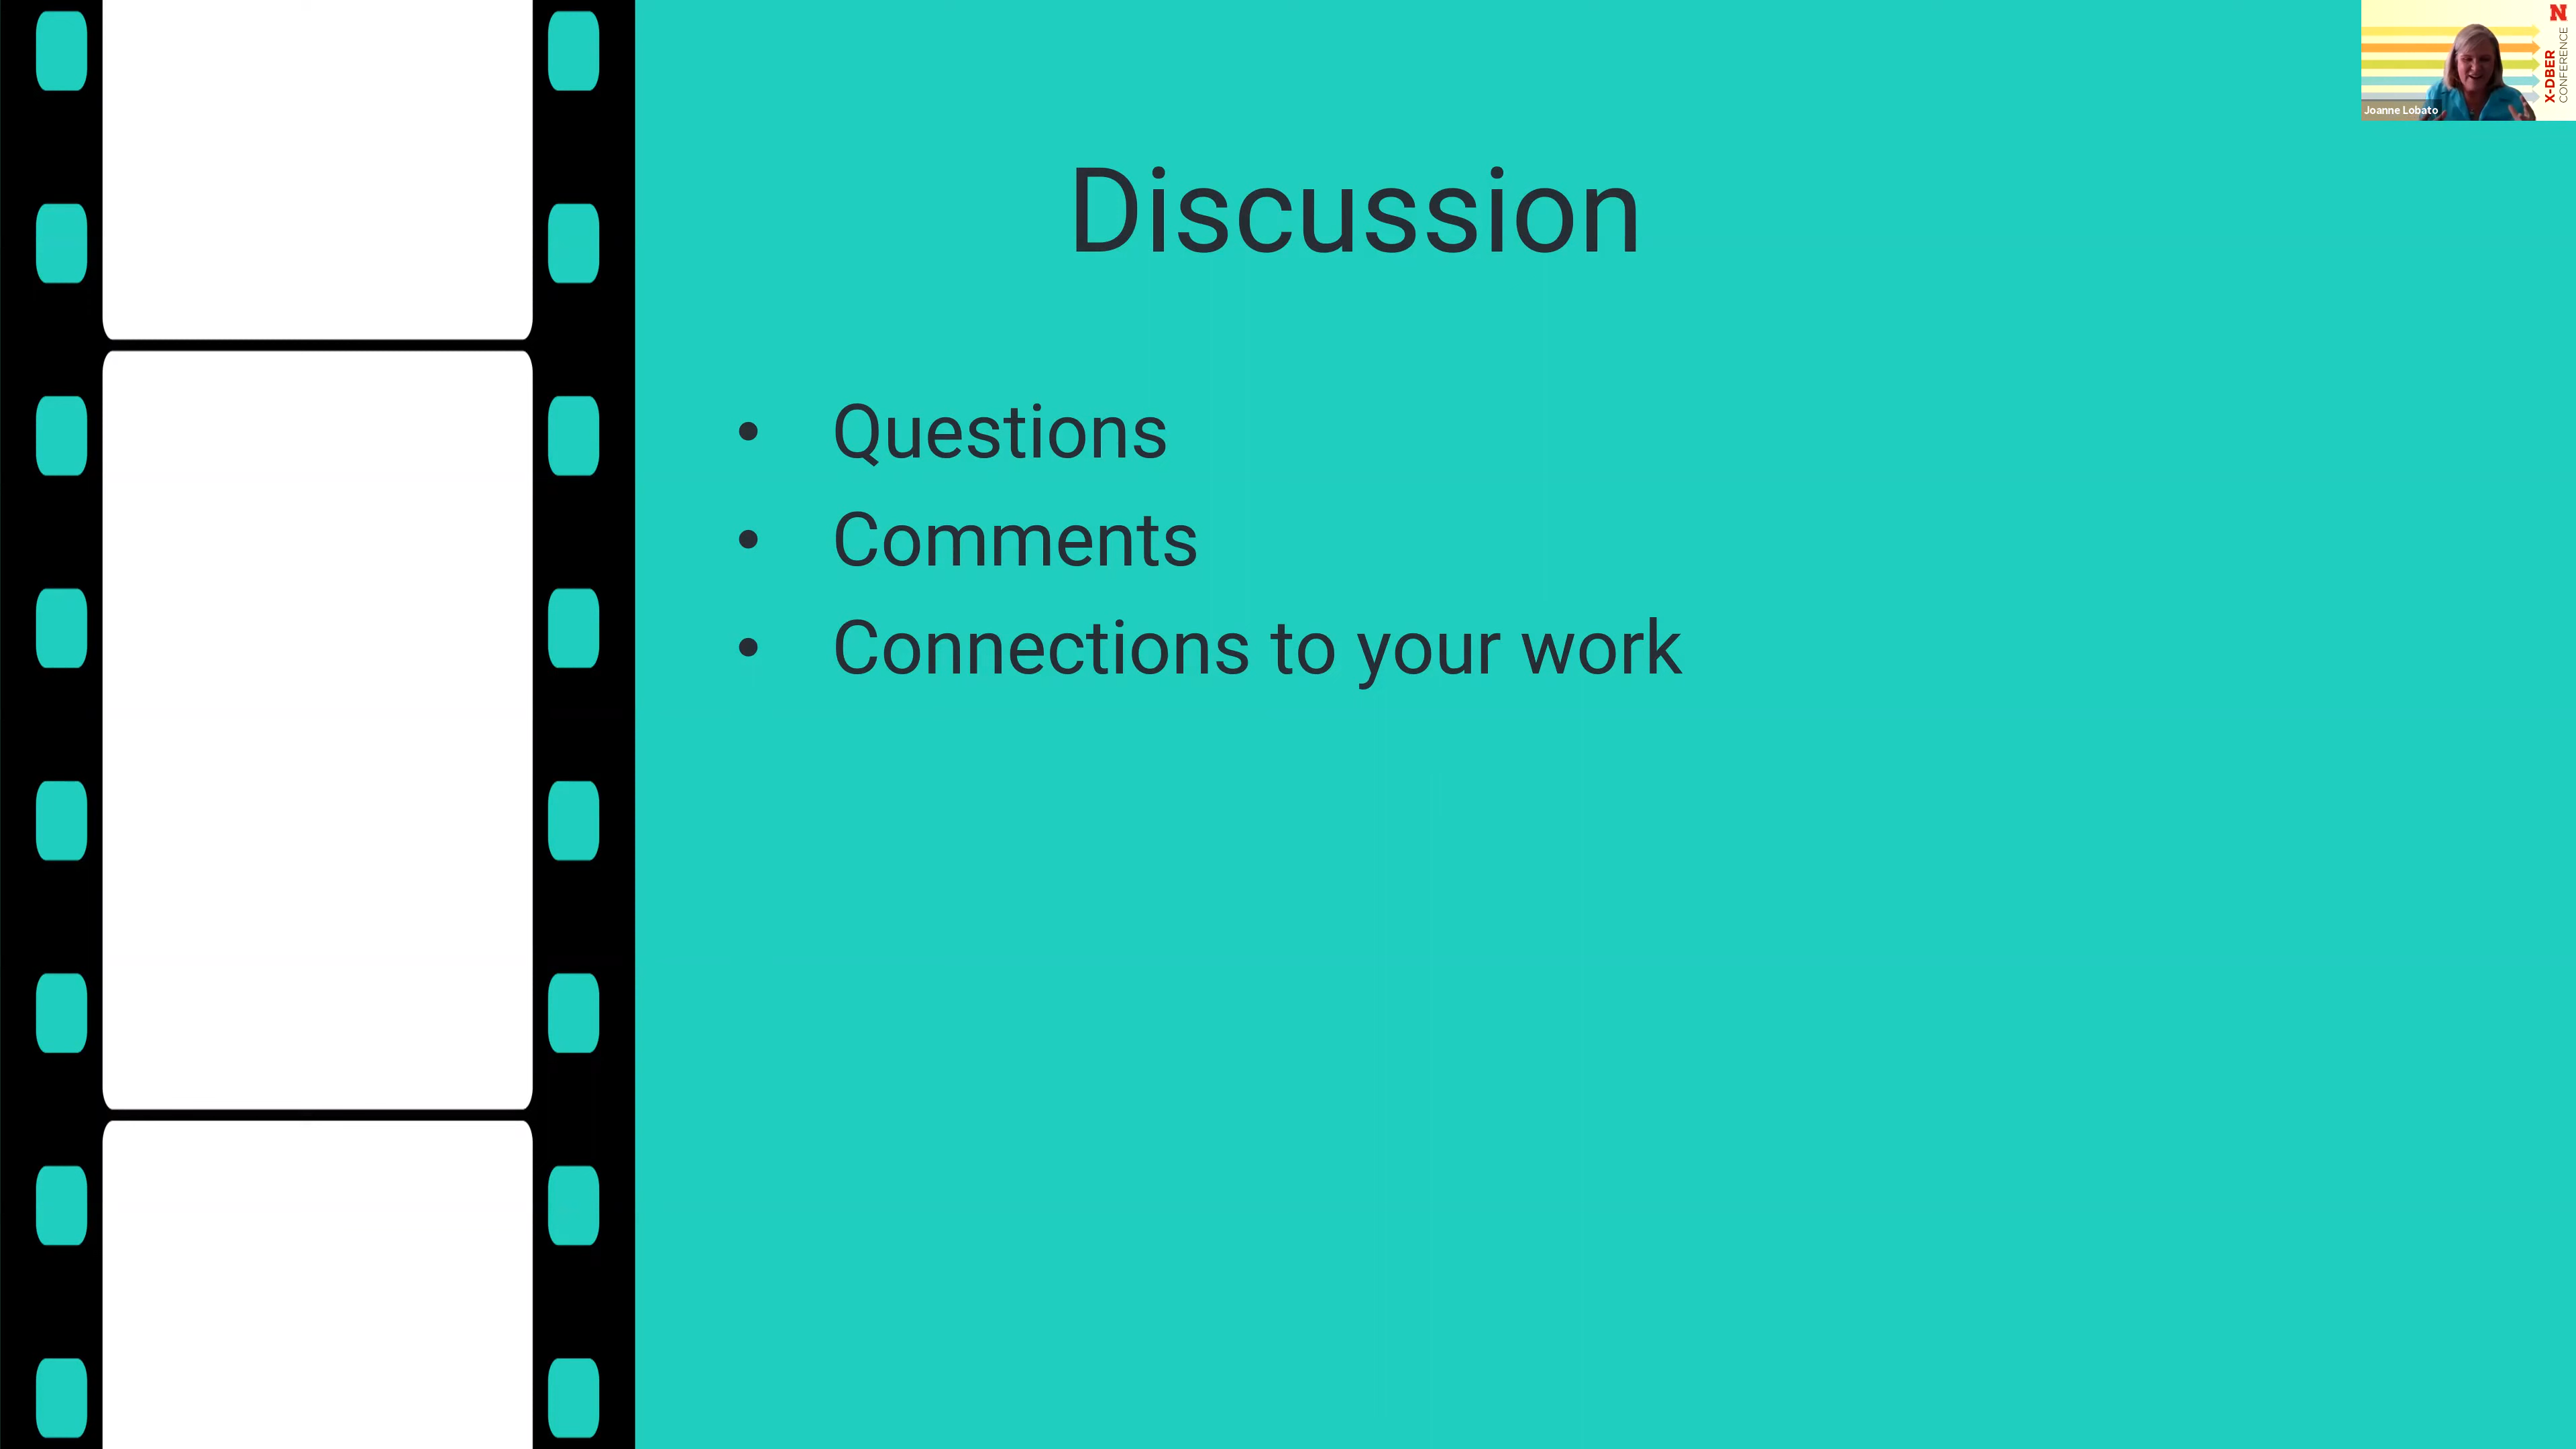 N
X-DBER
CONFERENCE
Joanne Lobato
Discussion
• Questions
• Comments
• Connections to your work